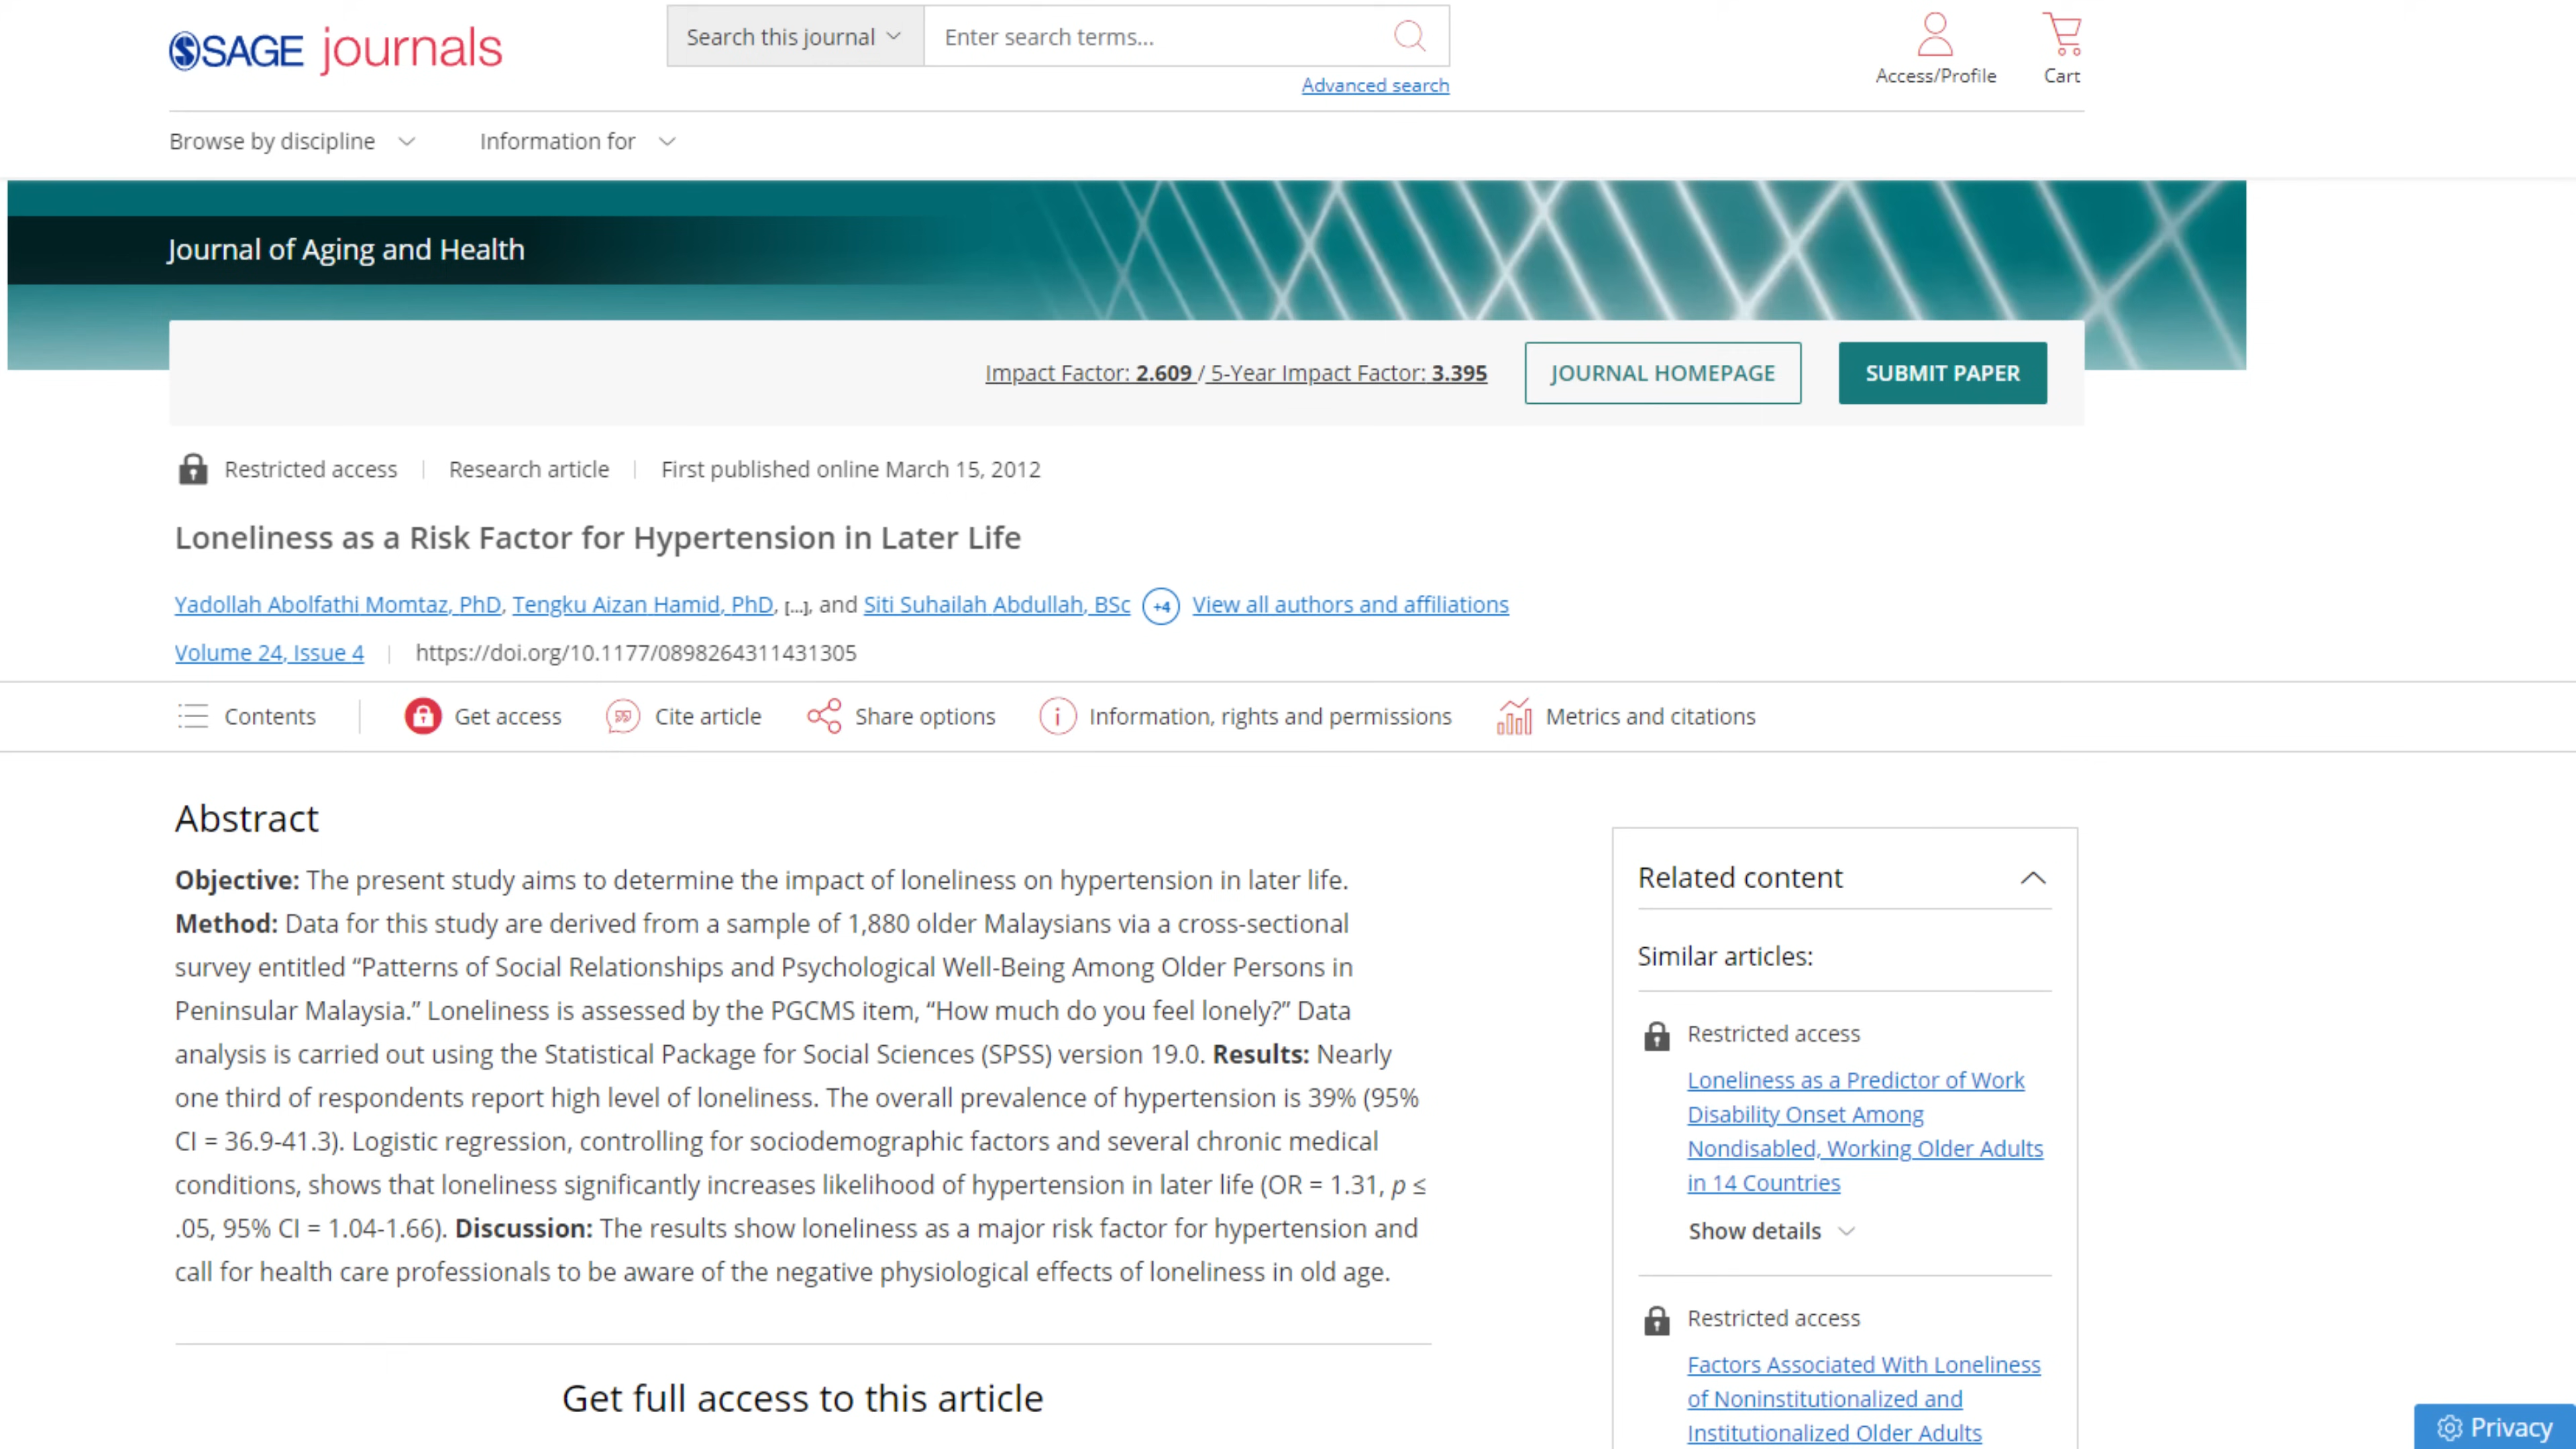 SAGE journals
Search this journal
Enter search terms...
Advanced search
Access/Profile
Cart
Browse by discipline
Information for
Journal of Aging and Health
Impact Factor: 2.609 / 5-Year Impact Factor: 3.395
JOURNAL HOMEPAGE
SUBMIT PAPER
Restricted access
Research article
First published online March 15, 2012
Loneliness as a Risk Factor for Hypertension in Later Life
Yadollah Abolfathi Momtaz, PhD, Tengku Aizan Hamid, PhD, [...], and Siti Suhailah Abdullah, BSc +4 View all authors and affiliations
Volume 24, Issue 4
https://doi.org/10.1177/0898264311431305
Contents
Get access
Cite article
Share options
Information, rights and permissions
Metrics and citations
Abstract
Objective: The present study aims to determine the impact of loneliness on hypertension in later life.
Method: Data for this study are derived from a sample of 1,880 older Malaysians via a cross-sectional
survey entitled “Patterns of Social Relationships and Psychological Well-Being Among Older Persons in
Peninsular Malaysia.” Loneliness is assessed by the PGCMS item, “How much do you feel lonely?” Data
analysis is carried out using the Statistical Package for Social Sciences (SPSS) version 19.0. Results: Nearly
one third of respondents report high level of loneliness. The overall prevalence of hypertension is 39% (95%
CI = 36.9-41.3). Logistic regression, controlling for sociodemographic factors and several chronic medical
conditions, shows that loneliness significantly increases likelihood of hypertension in later life (OR = 1.31, p ≤
.05, 95% CI = 1.04-1.66). Discussion: The results show loneliness as a major risk factor for hypertension and
call for health care professionals to be aware of the negative physiological effects of loneliness in old age.
Get full access to this article
Related content
Similar articles:
Restricted access
Loneliness as a Predictor of Work
Disability Onset Among
Nondisabled, Working Older Adults
in 14 Countries
Show details
Restricted access
Factors Associated With Loneliness
of Noninstitutionalized and
Institutionalized Older Adults
Privacy